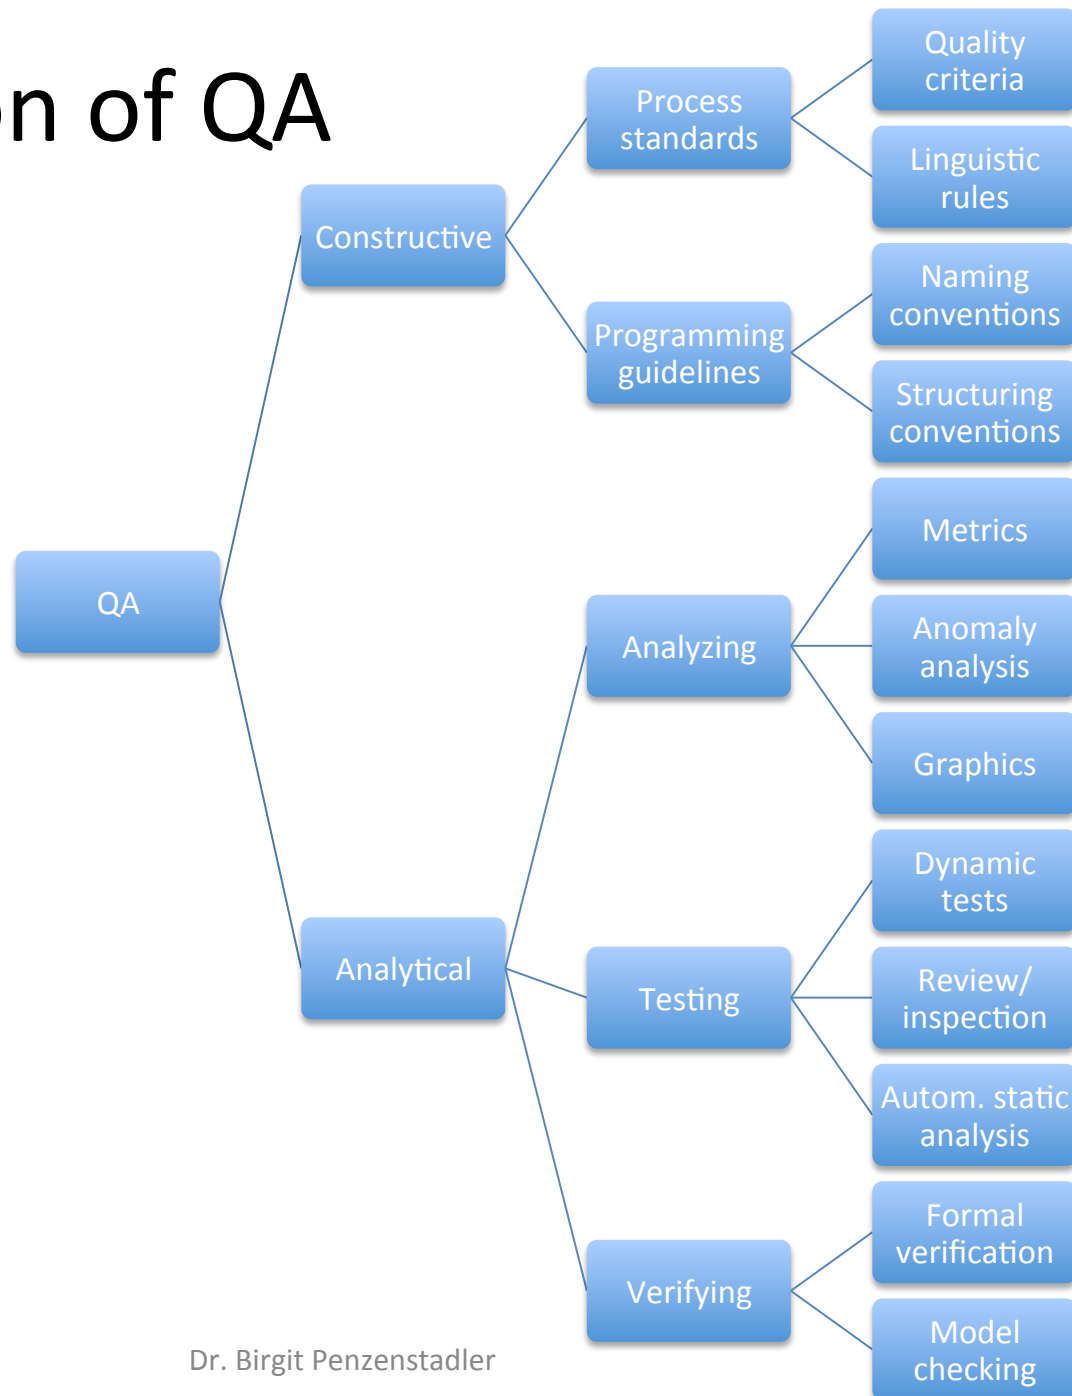 on of QA
QA
Constructive
Analytical
Process
standards
Programming
guidelines
Analyzing
Testing
Verifying
Quality
criteria
Linguistic
rules
Naming
conventions
Structuring
conventions
Metrics
Anomaly
analysis
Graphics
Dynamic
tests
Review/
inspection
Autom. static
analysis
Formal
verification
Model
checking
Dr. Birgit Penzenstadler